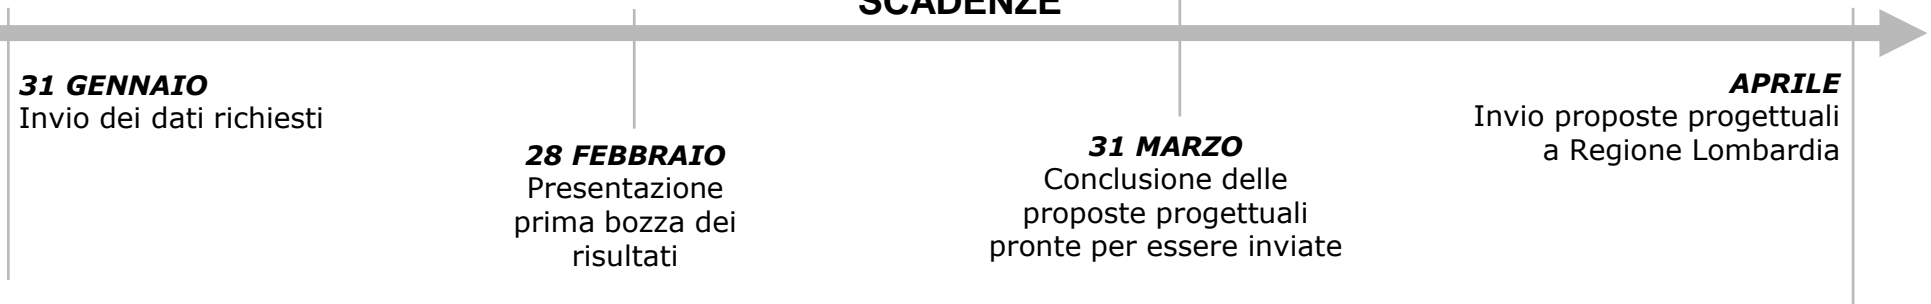 SCADENZE
31 GENNAIO
Invio dei dati richiesti
28 FEBBRAIO
Presentazione
prima bozza dei
risultati
31 MARZO
Conclusione delle
proposte progettuali
pronte per essere inviate
APRILE
Invio proposte progettuali
a Regione Lombardia